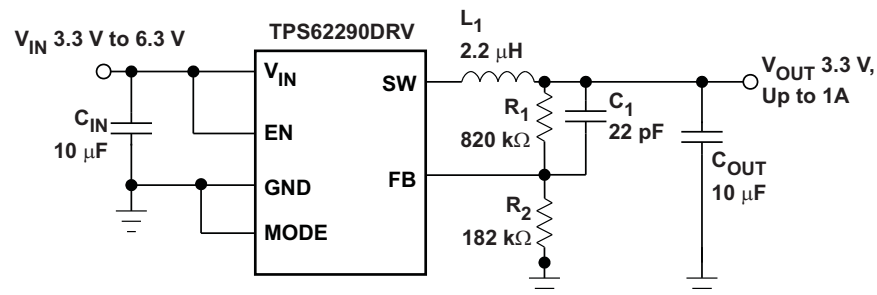 TPS62290DRV
L1
2.2 μH
VIN 3.3 V to 6.3 V
VIN
SW
VOUT 3.3 V,
Up to 1A
CIN
10 μF
EN
R1
820 kΩ
C1
22 pF
COUT
10 μF
GND
FB
MODE
R2
182 kΩ